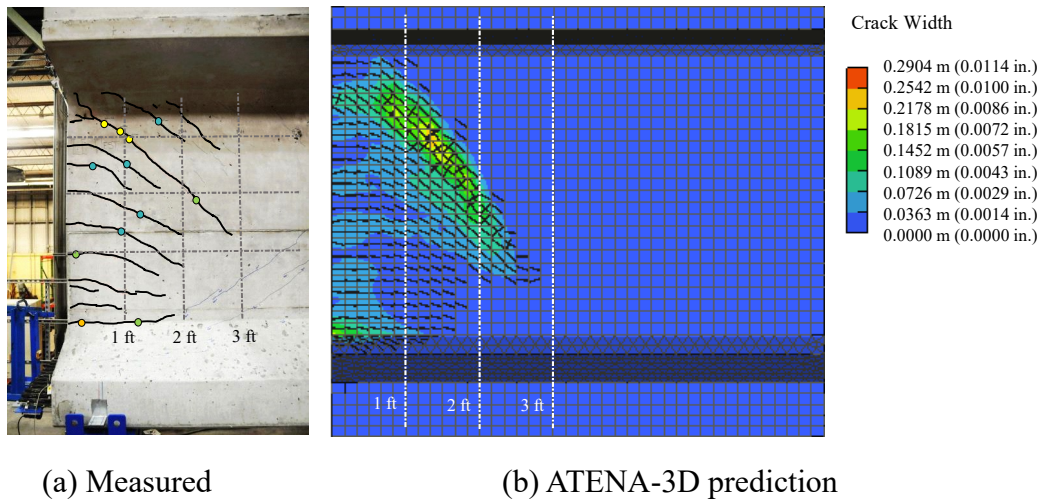 Crack Width
0.2904 m (0.0114 in.)
0.2542 m (0.0100 in.)
0.2178 m (0.0086 in.)
0.1815 m (0.0072 in.)
0.1452 m (0.0057 in.)
0.1089 m (0.0043 in.)
0.0726 m (0.0029 in.)
0.0363 m (0.0014 in.)
0.0000 m (0.0000 in.)
1 ft 2 ft 3 ft
1 ft 2 ft 3 ft
(a) Measured
(b) ATENA-3D prediction